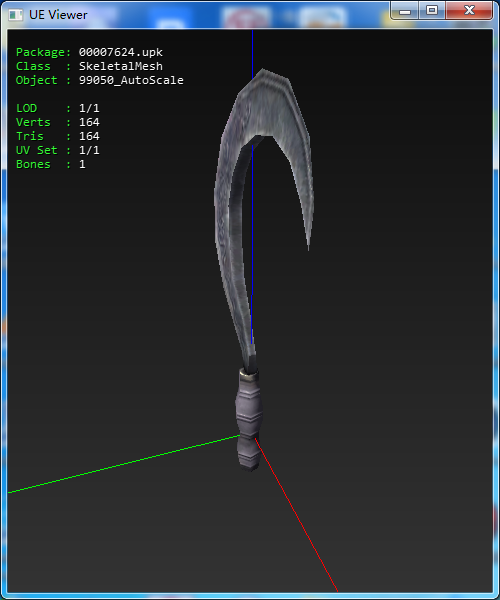 UE Viewer
Package: 00007624.upk
Class : SkeletalMesh
Object : 99050_AutoScale
LOD : 1/1
Verts : 164
Tris : 164
UV Set : 1/1
Bones : 1